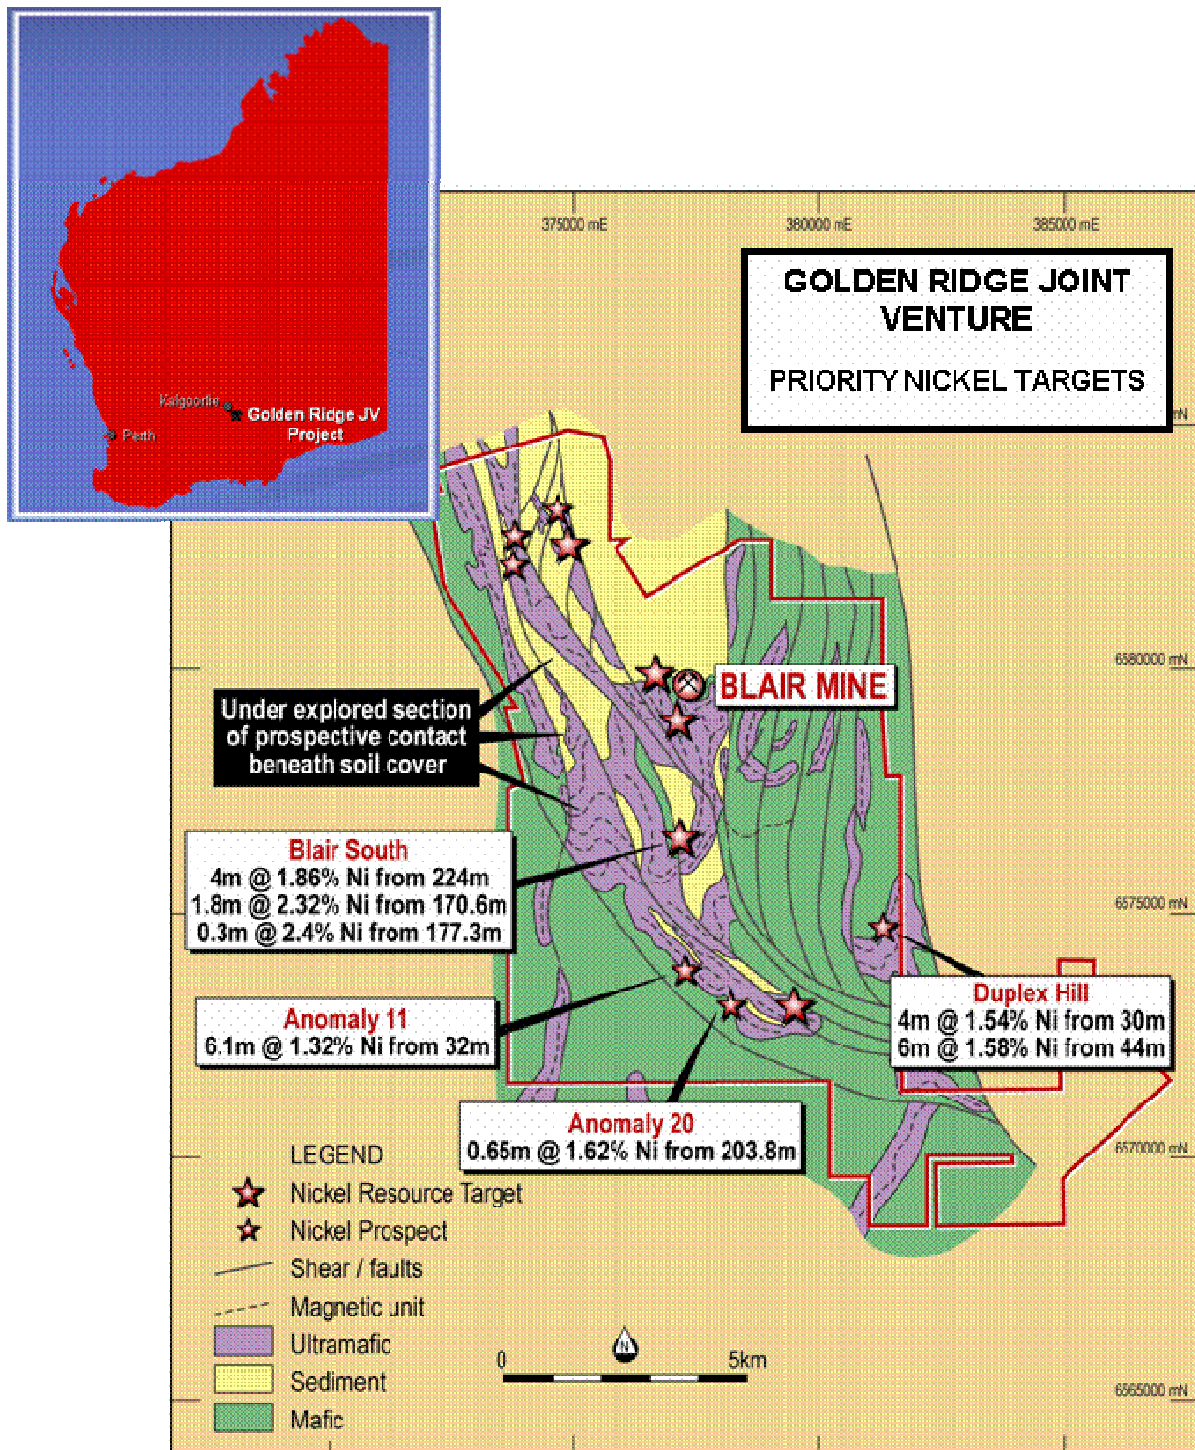 375000 mE
380000 mE
385000 mE
GOLDEN RIDGE JOINT
VENTURE
PRIORITY NICKEL TARGETS
mN
Kalgoorlie
Golden Ridge JV
Project
Perth
6580000 mN
BLAIR MINE
Under explored section
of prospective contact
beneath soil cover
Blair South
4m @ 1.86% Ni from 224m
1.8m @ 2.32% Ni from 170.6m
0.3m @ 2.4% Ni from 177.3m
6575000 mN
Anomaly 11
6.1m @ 1.32% Ni from 32m
Duplex Hill
4m @ 1.54% Ni from 30m
6m @ 1.58% Ni from 44m
Anomaly 20
0.65m @ 1.62% Ni from 203.8m
6570000 mN
LEGEND
Nickel Resource Target
Nickel Prospect
Shear / faults
Magnetic unit
Ultramafic
Sediment
Mafic
N
0
5km
6565000 mN